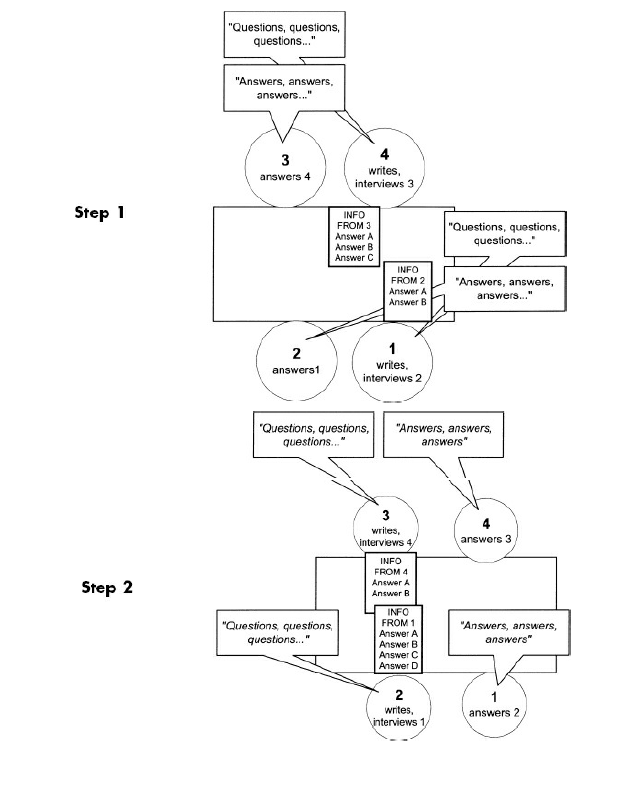 "Questions, questions,
questions..."
"Answers, answers,
answers..."
3
answers 4
4
writes,
interviews 3
Step 1
INFO
FROM 3
Answer A
Answer B
Answer C
"Questions, questions,
questions..."
INFO
FROM 2
Answer A
Answer B
"Answers, answers,
answers..."
2
answers1
1
writes,
interviews 2
"Questions, questions,
questions..."
"Answers, answers,
answers"
3
writes,
interviews 4
4
answers 3
Step 2
INFO
FROM 4
Answer A
Answer B
INFO
FROM 1
Answer A
Answer B
Answer C
Answer D
"Questions, questions,
questions..."
"Answers, answers,
answers"
2
writes,
interviews 1
1
answers 2